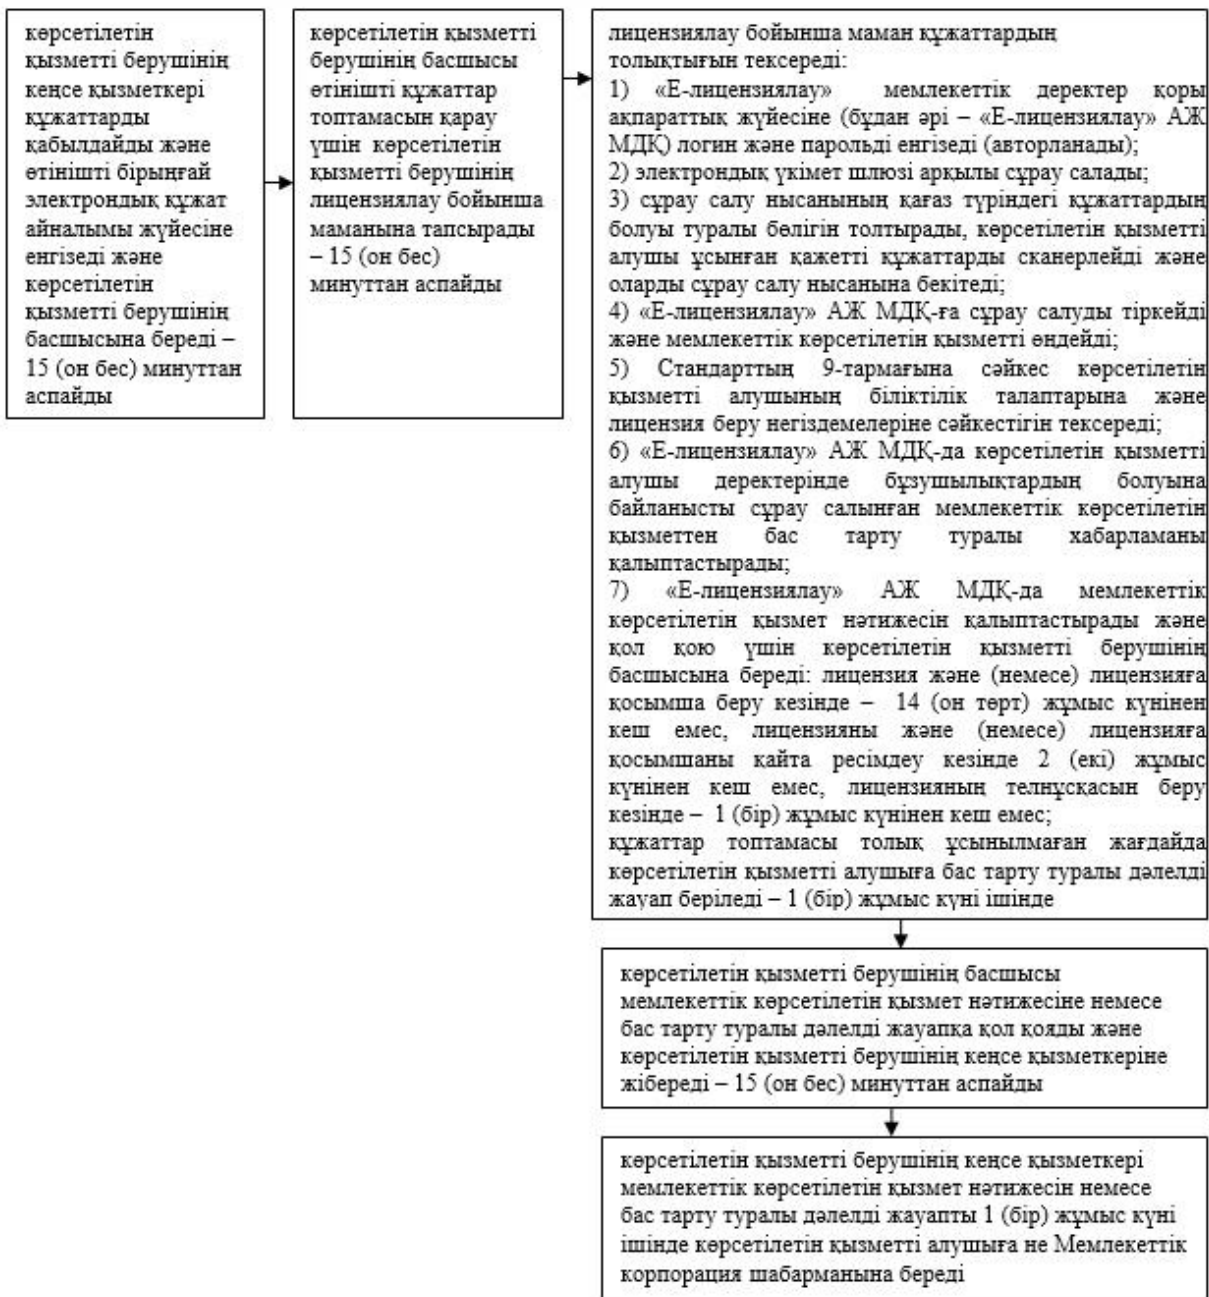 көрсетілетін
қызметті берушінің
кеңсе қызметкері
құжаттарды
қабылдайды және
өтінішті бірыңғай
электрондық құжат
айналымы жүйесіне
енгізеді және
көрсетілетін
қызметті берушінің
басшысына береді –
15 (он бес) минуттан
аспайды
көрсетілетін қызметті
берушінің басшысы
өтінішті құжаттар
топтамасын қарау
үшін көрсетілетін
қызметті берушінің
лицензиялау бойынша
маманына тапсырады
– 15 (он бес)
минуттан аспайды
лицензиялау бойынша маман құжаттардың
толықтығын тексереді:
1) «Е-лицензиялау» мемлекеттік деректер қоры
ақпараттық жүйесіне (бұдан әрі – «Е-лицензиялау» АЖ
МДҚ) логин және парольді енгізеді (авторланады);
2) электрондық үкімет шлюзі арқылы сұрау салады;
3) сұрау салу нысанының қағаз түріндегі құжаттардың
болуы туралы бөлігін толтырады, көрсетілетін қызметті
алушы ұсынған қажетті құжаттарды сканерлейді және
оларды сұрау салу нысанына бекітеді;
4) «Е-лицензиялау» АЖ МДҚ-ға сұрау салуды тіркейді
және мемлекеттік көрсетілетін қызметті өңдейді;
5) Стандарттың 9-тармағына сәйкес көрсетілетін
қызметті алушының біліктілік талаптарына және
лицензия беру негіздемелеріне сәйкестігін тексереді;
6) «Е-лицензиялау» АЖ МДҚ-да көрсетілетін қызметті
алушы деректерінде бұзушылықтардың болуына
байланысты сұрау салынған мемлекеттік көрсетілетін
қызметтен бас тарту туралы хабарламаны
қалыптастырады;
7) «Е-лицензиялау» АЖ МДҚ-да мемлекеттік
көрсетілетін қызмет нәтижесін қалыптастырады және
қол қою үшін көрсетілетін қызметті берушінің
басшысына береді: лицензия және (немесе) лицензияға
қосымша беру кезінде – 14 (он төрт) жұмыс күнінен
кеш емес, лицензияны және (немесе) лицензияға
қосымшаны қайта ресімдеу кезінде 2 (екі) жұмыс
күнінен кеш емес, лицензияның телнұсқасын беру
кезінде – 1 (бір) жұмыс күнінен кеш емес;
құжаттар топтамасы толық ұсынылмаған жағдайда
көрсетілетін қызметті алушыға бас тарту туралы дәлелді
жауап беріледі – 1 (бір) жұмыс күні ішінде
көрсетілетін қызметті берушінің басшысы
мемлекеттік көрсетілетін қызмет нәтижесіне немесе
бас тарту туралы дәлелді жауапқа қол қояды және
көрсетілетін қызметті берушінің кеңсе қызметкеріне
жібереді – 15 (он бес) минуттан аспайды
көрсетілетін қызметті берушінің кеңсе қызметкері
мемлекеттік көрсетілетін қызмет нәтижесін немесе
бас тарту туралы дәлелді жауапты 1 (бір) жұмыс күні
ішінде көрсетілетін қызметті алушыға не Мемлекеттік
корпорация шабарманына береді